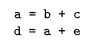 a = b + c
d = a + e